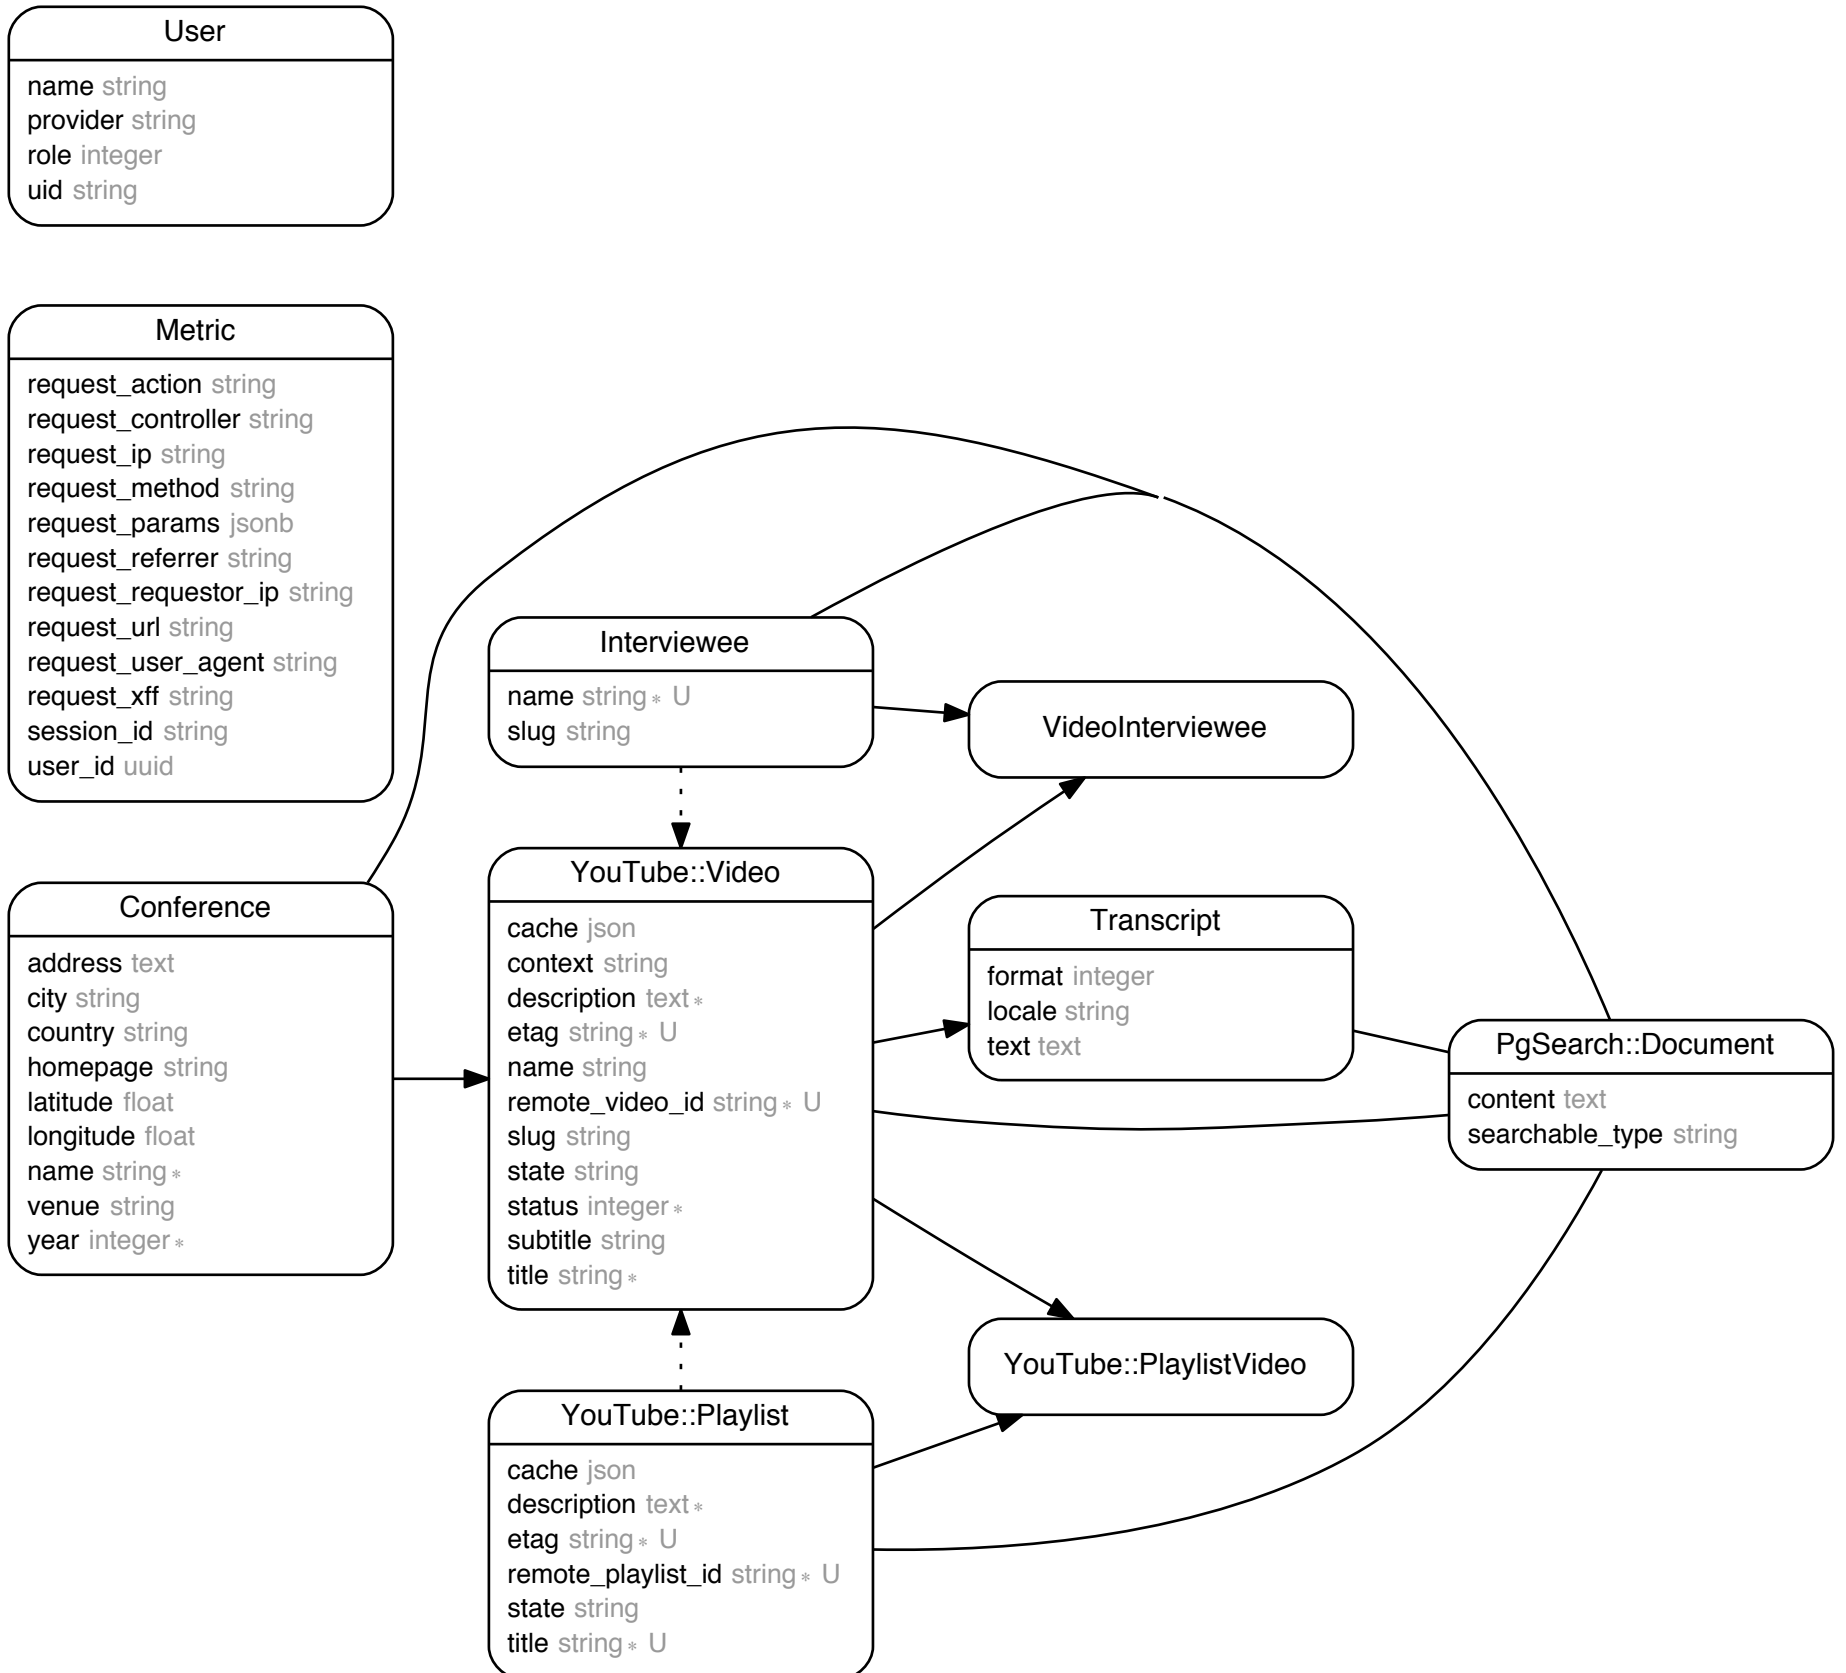 User
name string
provider string
role integer
uid string
Metric
request_action string
request_controller string
request_ip string
request_method string
request_params jsonb
request_referrer string
request_requestor_ip string
request_url string
request_user_agent string
request_xff string
session_id string
user_id uuid
Conference
address text
city string
country string
homepage string
latitude float
longitude float
name string*
venue string
year integer*
Interviewee
name string* U
slug string
YouTube::Video
cache json
context string
description text*
etag string* U
name string
remote_video_id string* U
slug string
state string
status integer*
subtitle string
title string*
YouTube::Playlist
cache json
description text*
etag string* U
remote_playlist_id string* U
state string
title string* U
VideoInterviewee
Transcript
format integer
locale string
text text
YouTube::PlaylistVideo
PgSearch::Document
content text
searchable_type string